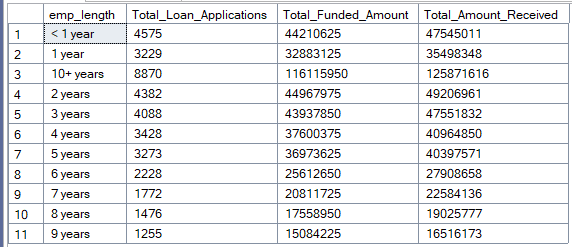 emp_length Total_Loan_Applications Total_Funded_Amount Total_Amount_Received
1 < 1 year 4575 44210625 47545011
2 1 year 3229 32883125 35498348
3 10+ years 8870 116115950 125871616
4 2 years 4382 44967975 49206961
5 3 years 4088 43937850 47551832
6 4 years 3428 37600375 40964850
7 5 years 3273 36973625 40397571
8 6 years 2228 25612650 27908658
9 7 years 1772 20811725 22584136
10 8 years 1476 17558950 19025777
11 9 years 1255 15084225 16516173